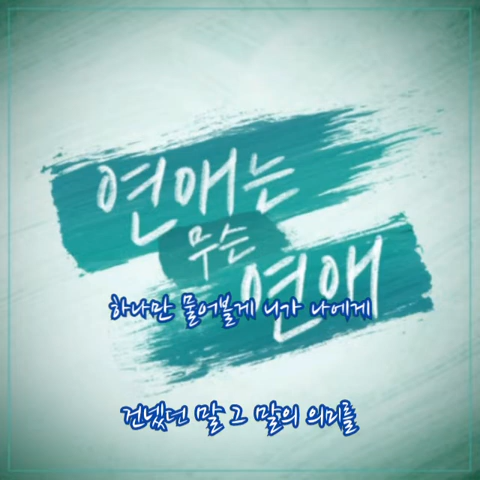 연애는
무슨
연애
하나만 물어볼게 니가 나에게
건넸던 말 그 말의 의미를